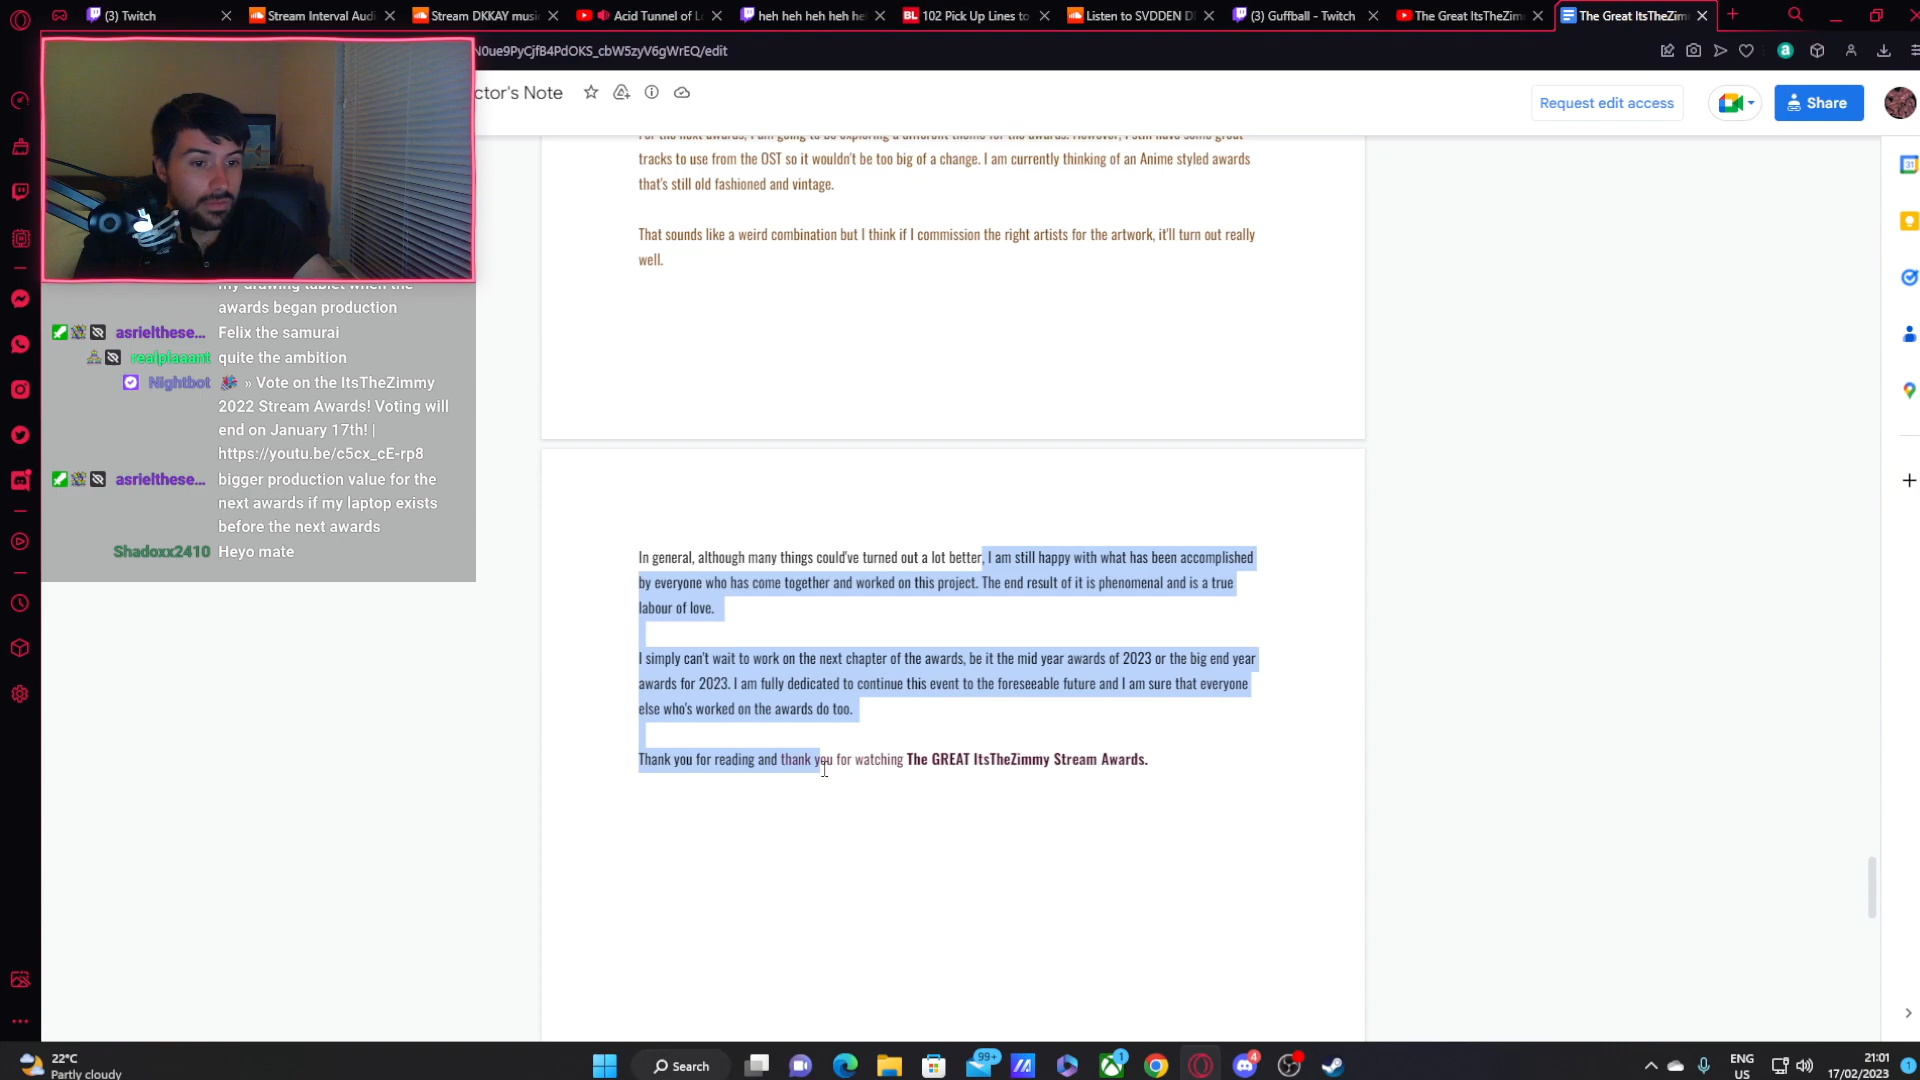 (3) Twitch
Stream Interval Audi
Stream DKKAY musi
Acid Tunnel of L
heh heh heh heh he
102 Pick Up Lines to
Listen to SVDDEN D
(3) Guffball - Twitch
The Great ItsTheZim
The Great ItsTheZim
N0ue9PyCjfB4PdOKS_cbW5zyV6gWrEQ/edit
ctor's Note
Request edit access
Share
tracks to use from the OST so it wouldn't be too big of a change. I am currently thinking of an Anime styled awards
that's still old fashioned and vintage.
That sounds like a weird combination but I think if I commission the right artists for the artwork, it'll turn out really
well.
my drawing tablet when the
awards began production
asrielthese... Felix the samurai
realplaaant quite the ambition
Nightbot » Vote on the ItsTheZimmy
2022 Stream Awards! Voting will
end on January 17th! |
https://youtu.be/c5cx_cE-rp8
asrielthese... bigger production value for the
next awards if my laptop exists
before the next awards
Shadoxx2410 Heyo mate
In general, although many things could've turned out a lot better, I am still happy with what has been accomplished
by everyone who has come together and worked on this project. The end result of it is phenomenal and is a true
labour of love.
I simply can't wait to work on the next chapter of the awards, be it the mid year awards of 2023 or the big end year
awards for 2023. I am fully dedicated to continue this event to the foreseeable future and I am sure that everyone
else who's worked on the awards do too.
Thank you for reading and thank you for watching The GREAT ItsTheZimmy Stream Awards.
22°C
Partly cloudy
Search
99+
1
4
ENG
US
21:01
17/02/2023
1